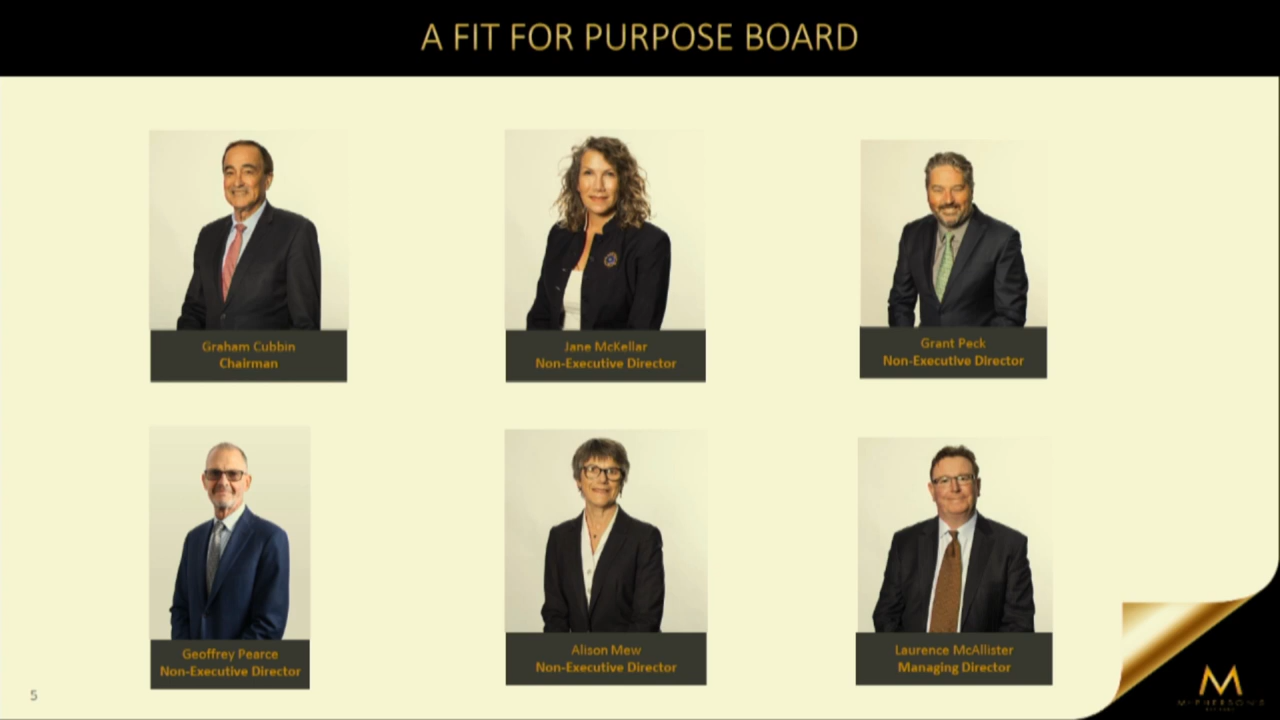 A FIT FOR PURPOSE BOARD
Graham Cubbin
Chairman
Jane McKellar
Non-Executive Director
Grant Peck
Non-Executive Director
Geoffrey Pearce
Non-Executive Director
Alison Mew
Non-Executive Director
Laurence McAllister
Managing Director
5
M
McPHERSON'S